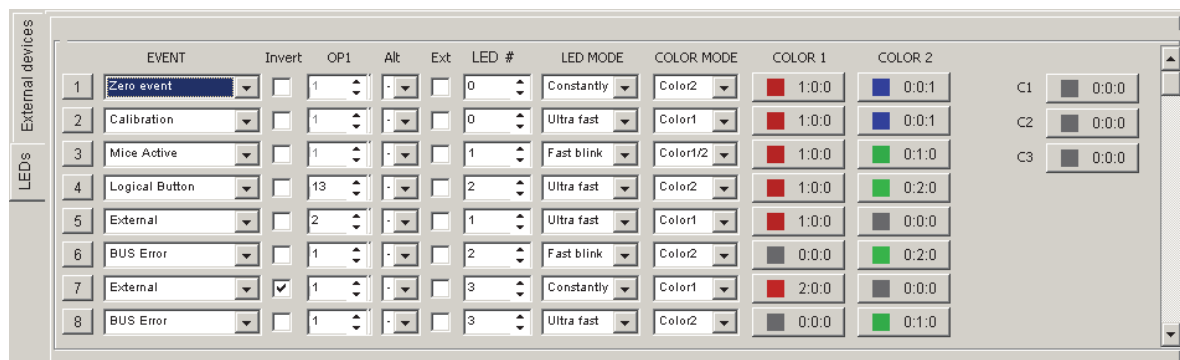 External devices
LEDs
EVENT Invert OP1 Alt Ext LED # LED MODE COLOR MODE COLOR 1 COLOR 2
1 Zero event 1 - 0 Constantly Color2 1:0:0 0:0:1 C1 0:0:0
2 Calibration 1 - 0 Ultra fast Color1 1:0:0 0:0:1 C2 0:0:0
3 Mice Active 1 - 1 Fast blink Color1/2 1:0:0 0:1:0 C3 0:0:0
4 Logical Button 13 - 2 Ultra fast Color2 1:0:0 0:2:0
5 External 2 - 1 Ultra fast Color1 1:0:0 0:0:0
6 BUS Error 1 - 2 Fast blink Color2 0:0:0 0:2:0
7 External 1 - 3 Constantly Color1 2:0:0 0:0:0
8 BUS Error 1 - 3 Ultra fast Color2 0:0:0 0:1:0